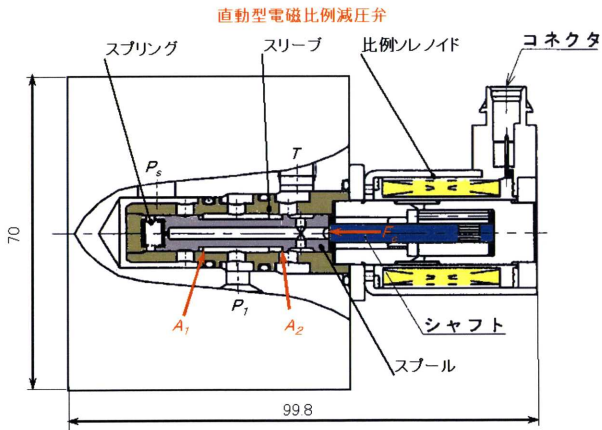 直動型電磁比例減圧弁
コネクタ
スプリング
スリーブ
比例ソレノイド
Ps
T
70
P1
A1
A2
シャフト
スプール
99.8